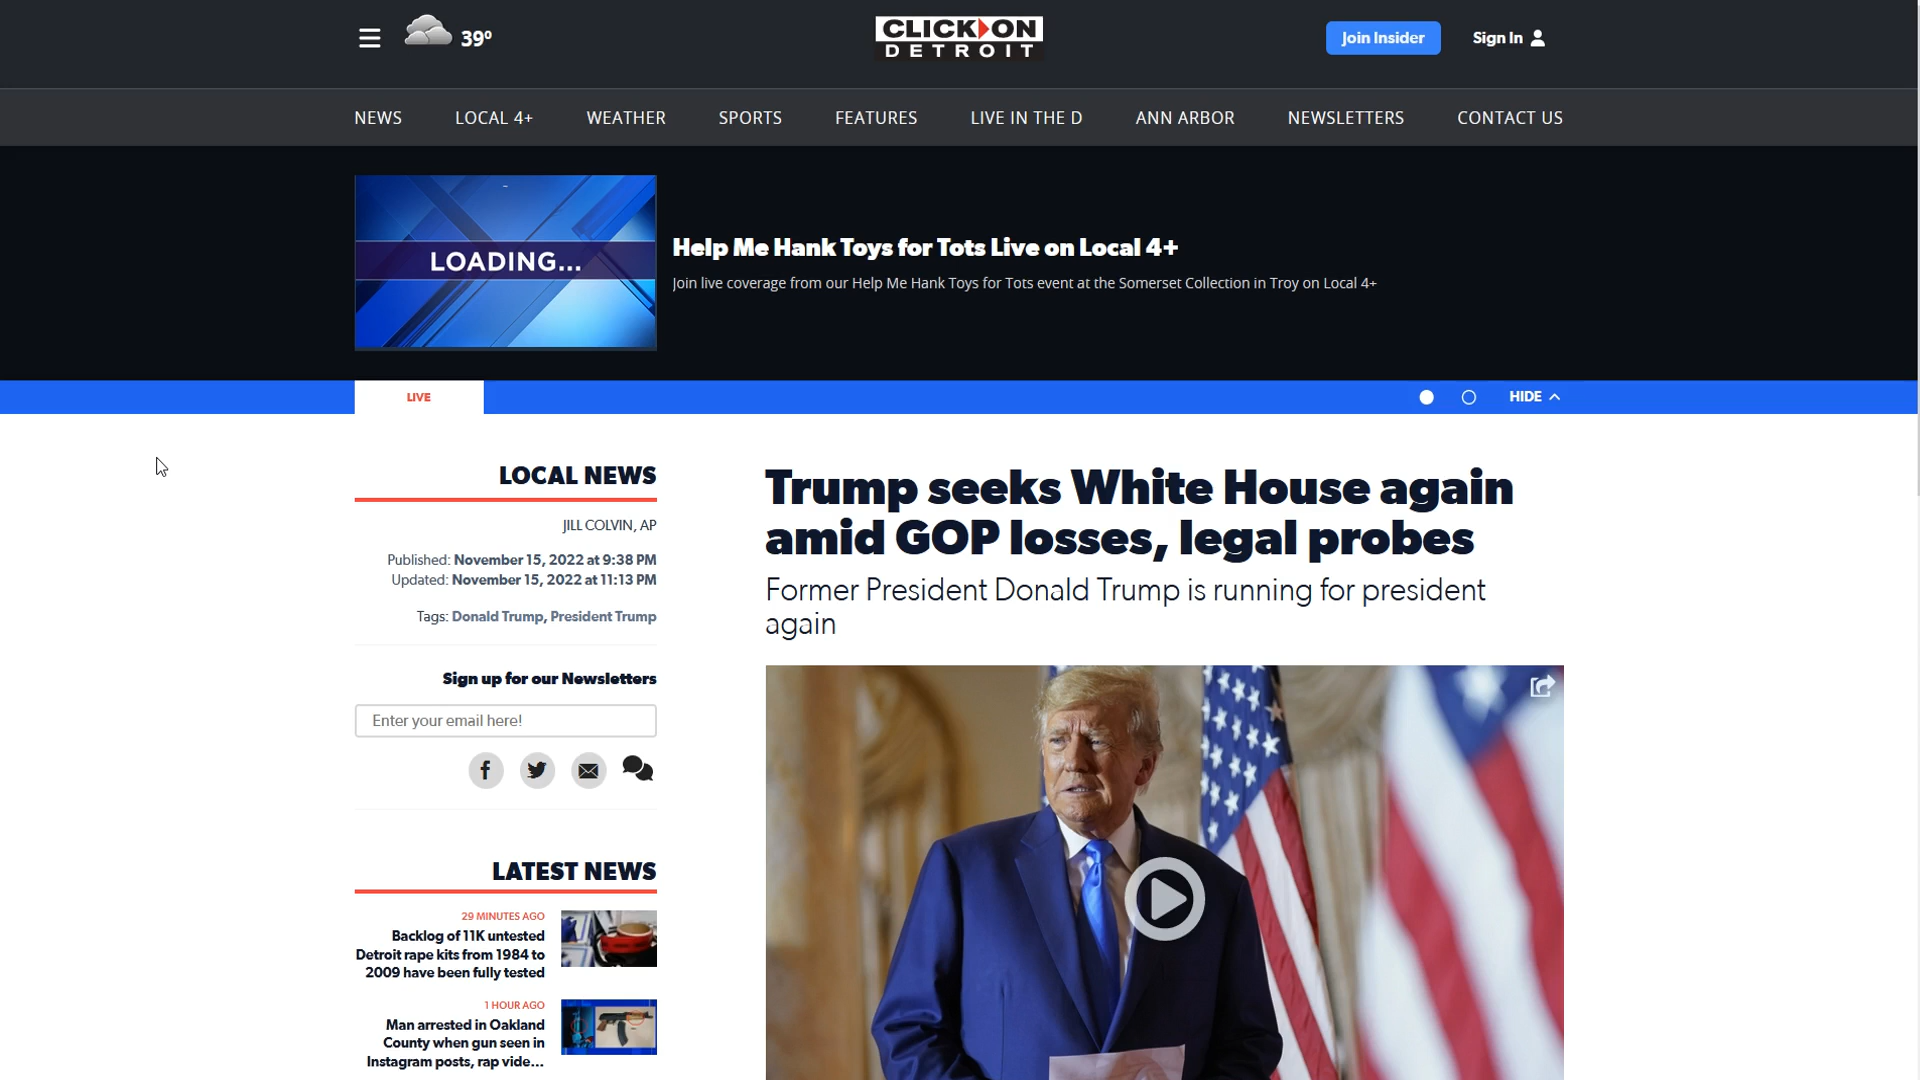 39º
CLICK ON
DETROIT
Join Insider
Sign In
NEWS
LOCAL 4+
WEATHER
SPORTS
FEATURES
LIVE IN THE D
ANN ARBOR
NEWSLETTERS
CONTACT US
LOADING...
Help Me Hank Toys for Tots Live on Local 4+
Join live coverage from our Help Me Hank Toys for Tots event at the Somerset Collection in Troy on Local 4+
LIVE
HIDE
LOCAL NEWS
JILL COLVIN, AP
Published: November 15, 2022 at 9:38 PM
Updated: November 15, 2022 at 11:13 PM
Tags: Donald Trump, President Trump
Sign up for our Newsletters
Enter your email here!
LATEST NEWS
29 MINUTES AGO
Backlog of 11K untested
Detroit rape kits from 1984 to
2009 have been fully tested
1 HOUR AGO
Man arrested in Oakland
County when gun seen in
Instagram posts, rap vide...
Trump seeks White House again
amid GOP losses, legal probes
Former President Donald Trump is running for president
again